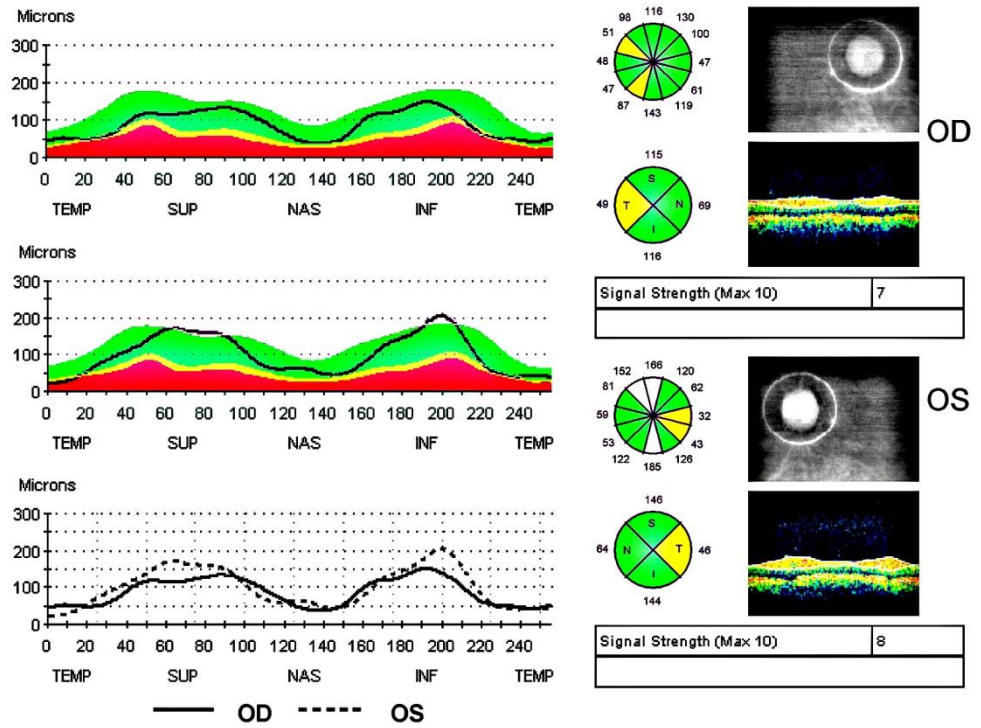 Microns
300
200
100
0
0 20 40 60 80 100 120 140 160 180 200 220 240
TEMP SUP NAS INF TEMP
Microns
300
200
100
0
0 20 40 60 80 100 120 140 160 180 200 220 240
TEMP SUP NAS INF TEMP
Microns
300
200
100
0
0 20 40 60 80 100 120 140 160 180 200 220 240
TEMP SUP NAS INF TEMP
OD OS
116
98 130
51 100
48 47
47 61
87 119
143
OD
115
S
49 T N 69
I
116
Signal Strength (Max 10) 7
166
152 120
81 62
59 32
53 43
122 126
185
OS
146
S
64 N T 46
I
144
Signal Strength (Max 10) 8